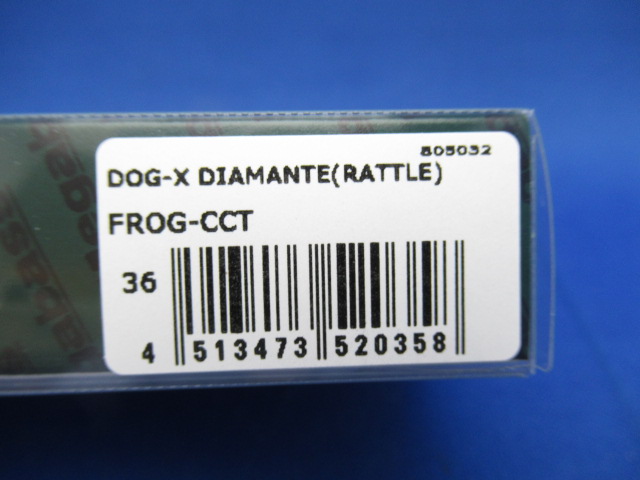 805032
DOG-X DIAMANTE(RATTLE)
FROG-CCT
36
4 513473 520358